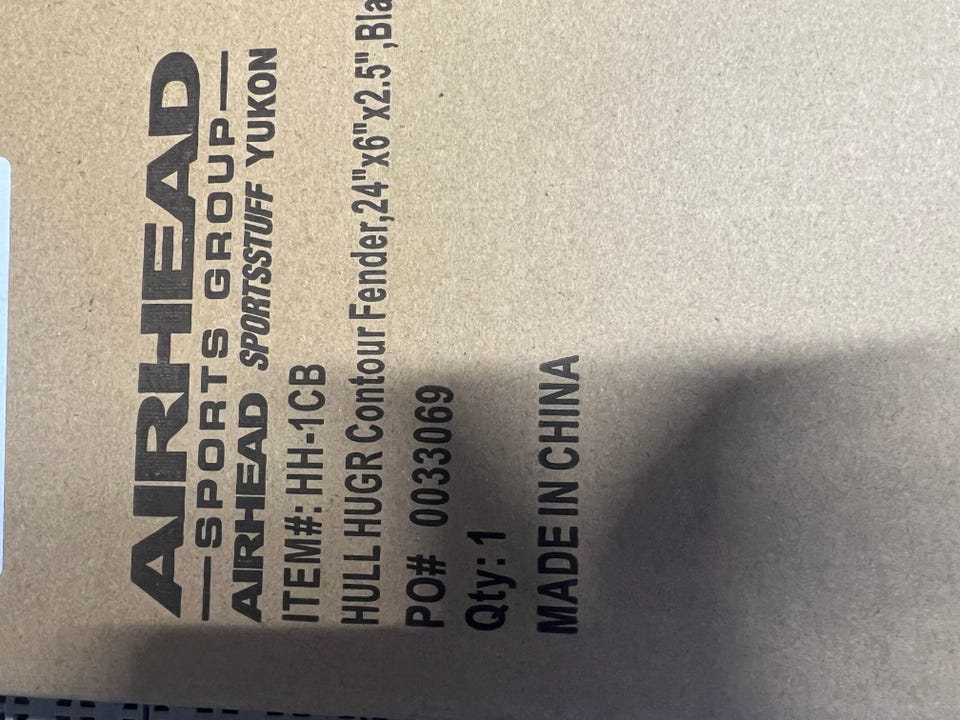 AIRHEAD
SPORTS GROUP
AIRHEAD SPORTSSTUFF YUKON
ITEM#: HH-1CB
HULL HUGR Contour Fender,24"x6"x2.5",Bla
PO# 0033069
Qty: 1
MADE IN CHINA